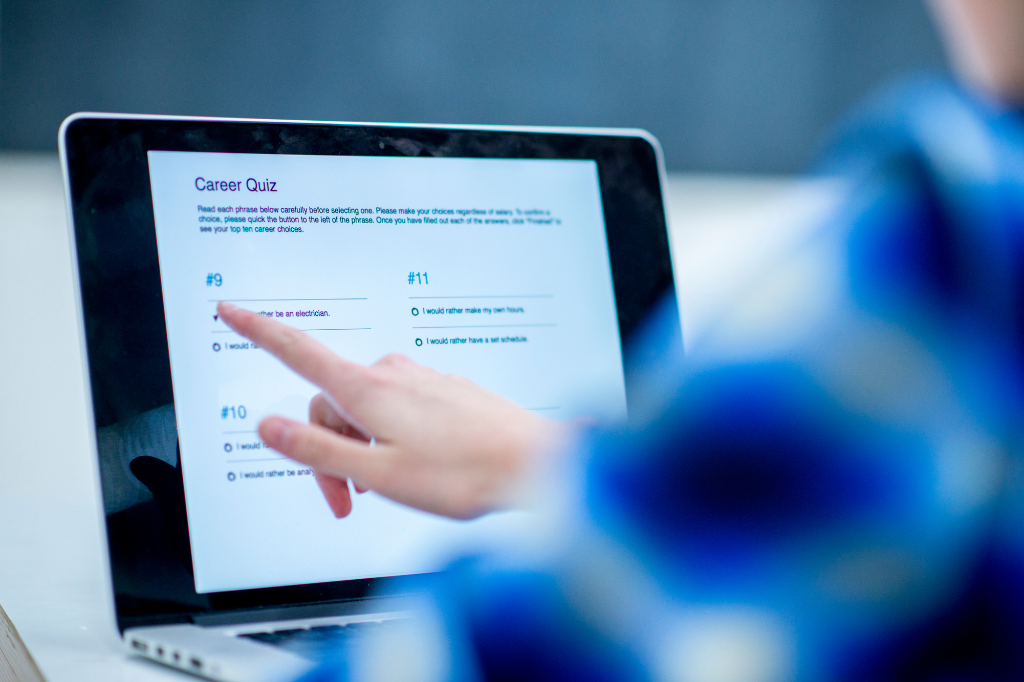 Career Quiz
Read each phrase below carefully before selecting one. Please make your choices regardless of salary. To confirm a
choice, please quick the button to the left of the phrase. Once you have filled out each of the answers, click "Finished" to
see your top ten career choices.
#9
be an electrician.
I would
#10
I would
I would rather be
#11
I would rather make my own hours.
I would rather have a set schedule.